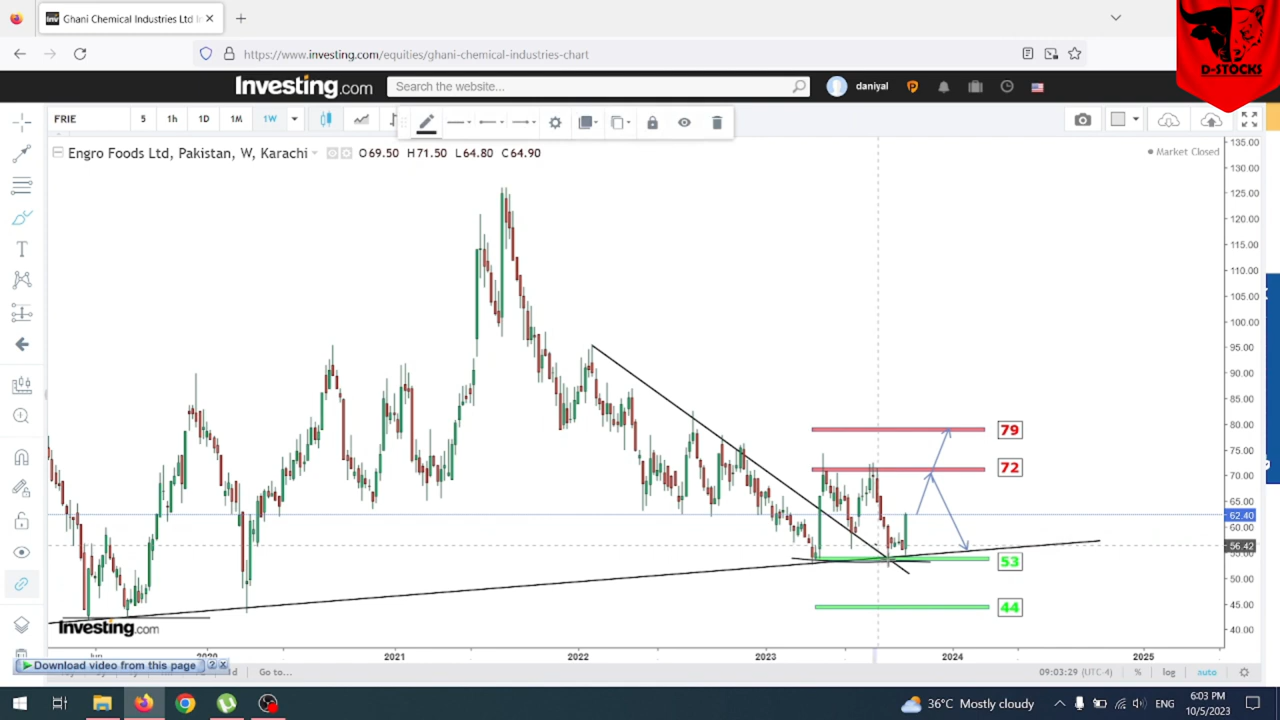 Ghani Chemical Industries Ltd In
D-STOCKS
https://www.investing.com/equities/ghani-chemical-industries-chart
Investing.com
Search the website...
daniyal
FRIE
5
1h
1D
1M
1W
Engro Foods Ltd, Pakistan, W, Karachi
O69.50 H71.50 L64.80 C64.90
Market Closed
135.00
130.00
125.00
120.00
115.00
110.00
105.00
100.00
95.00
90.00
85.00
80.00
75.00
70.00
65.00
62.40
56.42
55.00
50.00
45.00
40.00
79
72
53
44
Investing.com
2020
2021
2022
2023
2024
2025
Download video from this page
?
Go to...
09:03:29 (UTC-4)
%
log
auto
36°C Mostly cloudy
ENG
6:03 PM
10/5/2023